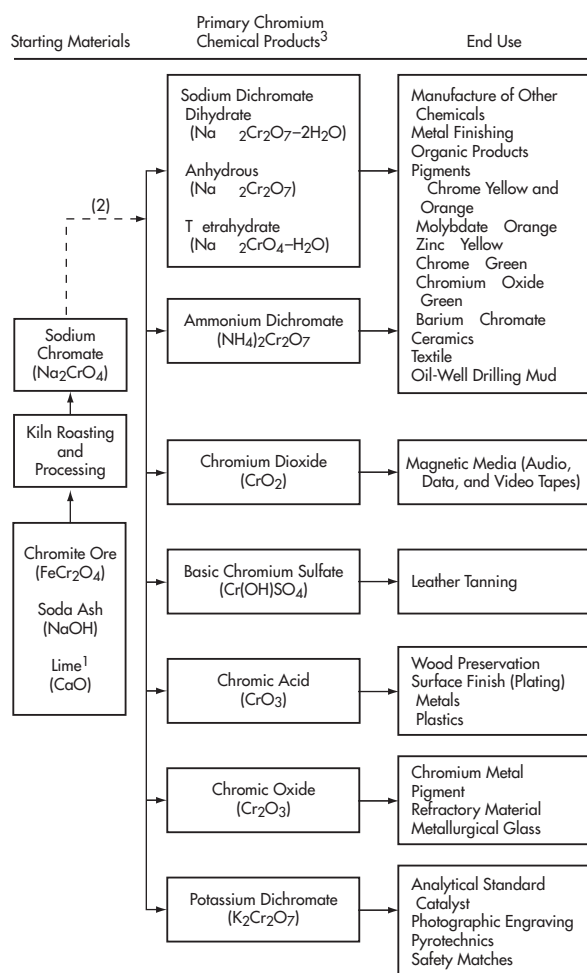 Starting Materials
Primary Chromium
Chemical Products3
End Use
Sodium Dichromate
Dihydrate
(Na 2Cr2O7–2H2O)
Anhydrous
(Na 2Cr2O7)
T etrahydrate
(Na 2CrO4–H2O)
Manufacture of Other
Chemicals
Metal Finishing
Organic Products
Pigments
Chrome Yellow and
Orange
Molybdate Orange
Zinc Yellow
Chrome Green
Chromium Oxide
Green
Barium Chromate
Ceramics
Textile
Oil-Well Drilling Mud
(2)
Ammonium Dichromate
(NH4)2Cr2O7
Sodium
Chromate
(Na2CrO4)
Kiln Roasting
and
Processing
Chromite Ore
(FeCr2O4)
Soda Ash
(NaOH)
Lime1
(CaO)
Chromium Dioxide
(CrO2)
Magnetic Media (Audio,
Data, and Video Tapes)
Basic Chromium Sulfate
(Cr(OH)SO4)
Leather Tanning
Chromic Acid
(CrO3)
Wood Preservation
Surface Finish (Plating)
Metals
Plastics
Chromic Oxide
(Cr2O3)
Chromium Metal
Pigment
Refractory Material
Metallurgical Glass
Potassium Dichromate
(K2Cr2O7)
Analytical Standard
Catalyst
Photographic Engraving
Pyrotechnics
Safety Matches